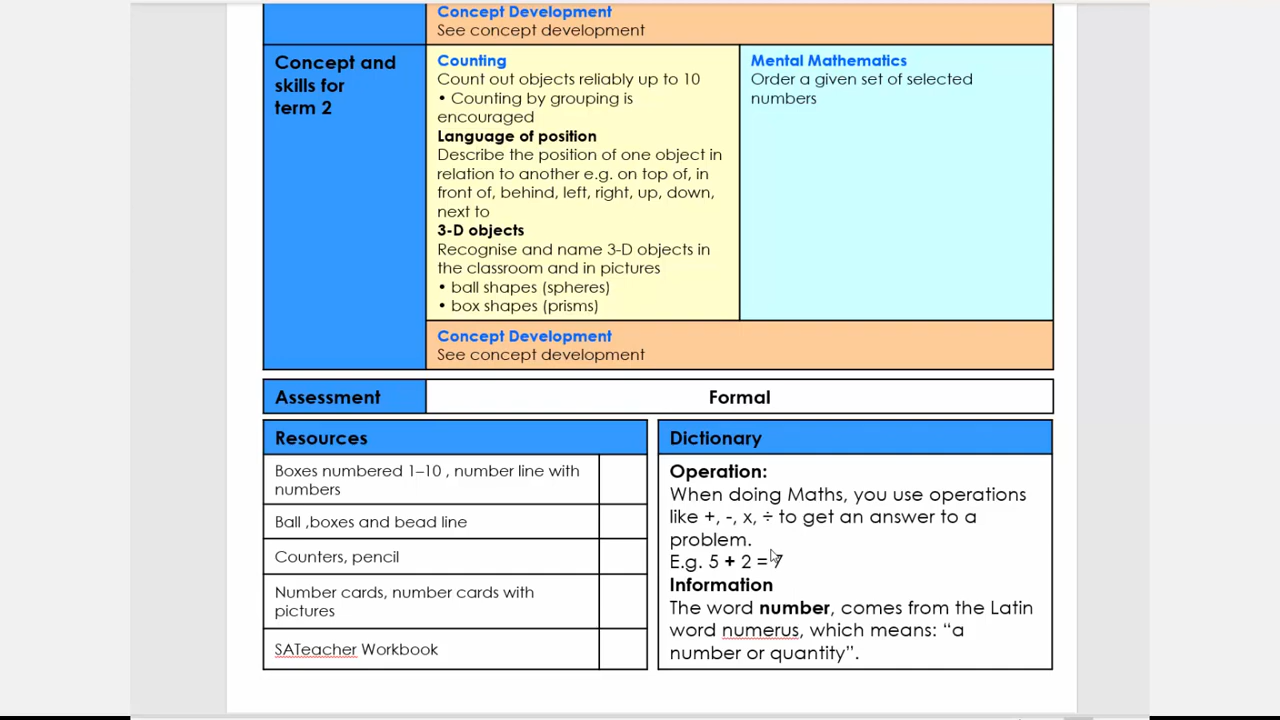 Concept Development
See concept development
Concept and
skills for
term 2
Counting
Count out objects reliably up to 10
• Counting by grouping is
encouraged
Language of position
Describe the position of one object in
relation to another e.g. on top of, in
front of, behind, left, right, up, down,
next to
3-D objects
Recognise and name 3-D objects in
the classroom and in pictures
• ball shapes (spheres)
• box shapes (prisms)
Mental Mathematics
Order a given set of selected
numbers
Concept Development
See concept development
Assessment
Formal
Resources
Boxes numbered 1–10 , number line with
numbers
Ball ,boxes and bead line
Counters, pencil
Number cards, number cards with
pictures
SATeacher Workbook
Dictionary
Operation:
When doing Maths, you use operations
like +, -, x, ÷ to get an answer to a
problem.
E.g. 5 + 2 = 7
Information
The word number, comes from the Latin
word numerus, which means: “a
number or quantity”.